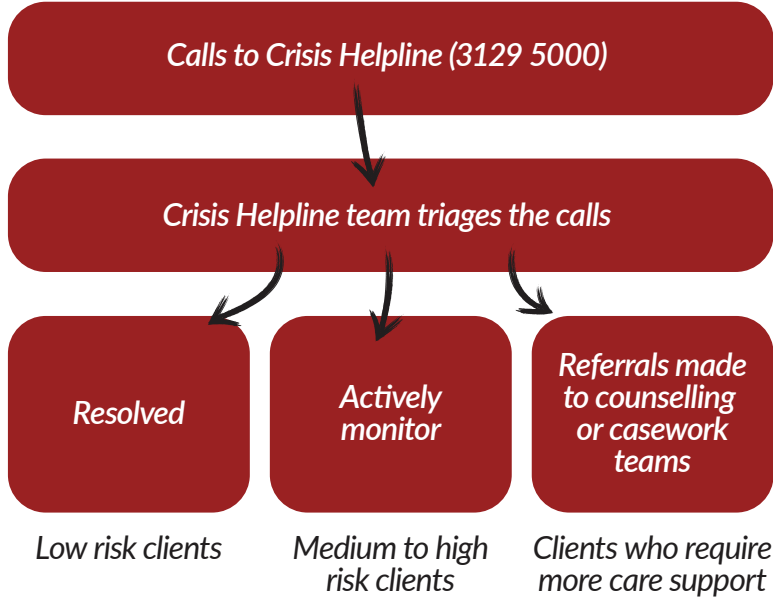 Calls to Crisis Helpline (3129 5000)
Crisis Helpline team triages the calls
Resolved
Actively
monitor
Referrals made
to counselling
or casework
teams
Low risk clients
Medium to high
risk clients
Clients who require
more care support